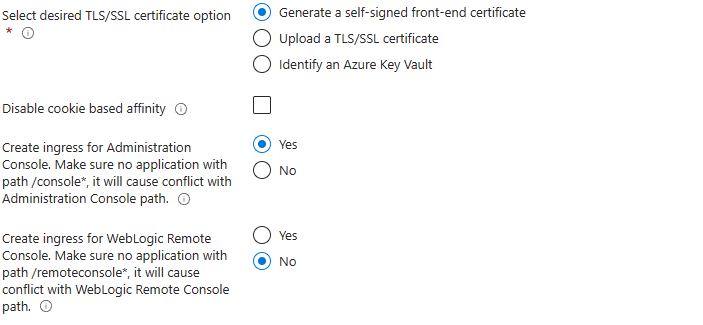 Select desired TLS/SSL certificate option
*
Generate a self-signed front-end certificate
Upload a TLS/SSL certificate
Identify an Azure Key Vault
Disable cookie based affinity
Create ingress for Administration
Console. Make sure no application with
path /console*, it will cause conflict with
Administration Console path.
Yes
No
Create ingress for WebLogic Remote
Console. Make sure no application with
path /remoteconsole*, it will cause
conflict with WebLogic Remote Console
path.
Yes
No